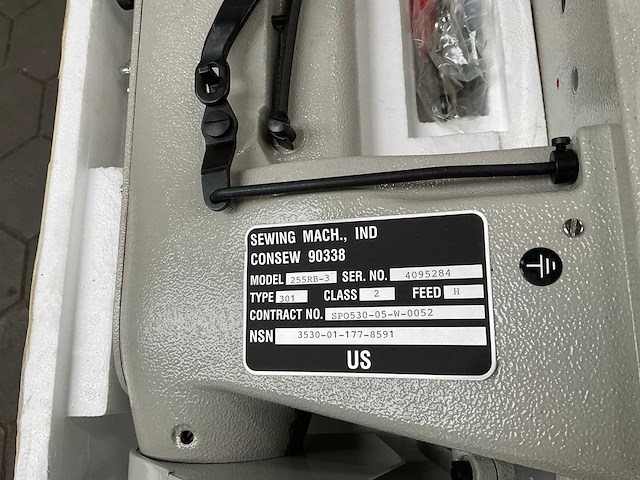 SEWING MACH., IND
CONSEW 90338
MODEL 255RB-3 SER. NO. 4095284
TYPE 301 CLASS 2 FEED H
CONTRACT NO. SPO530-05-W-0052
NSN 3530-01-177-8591
US